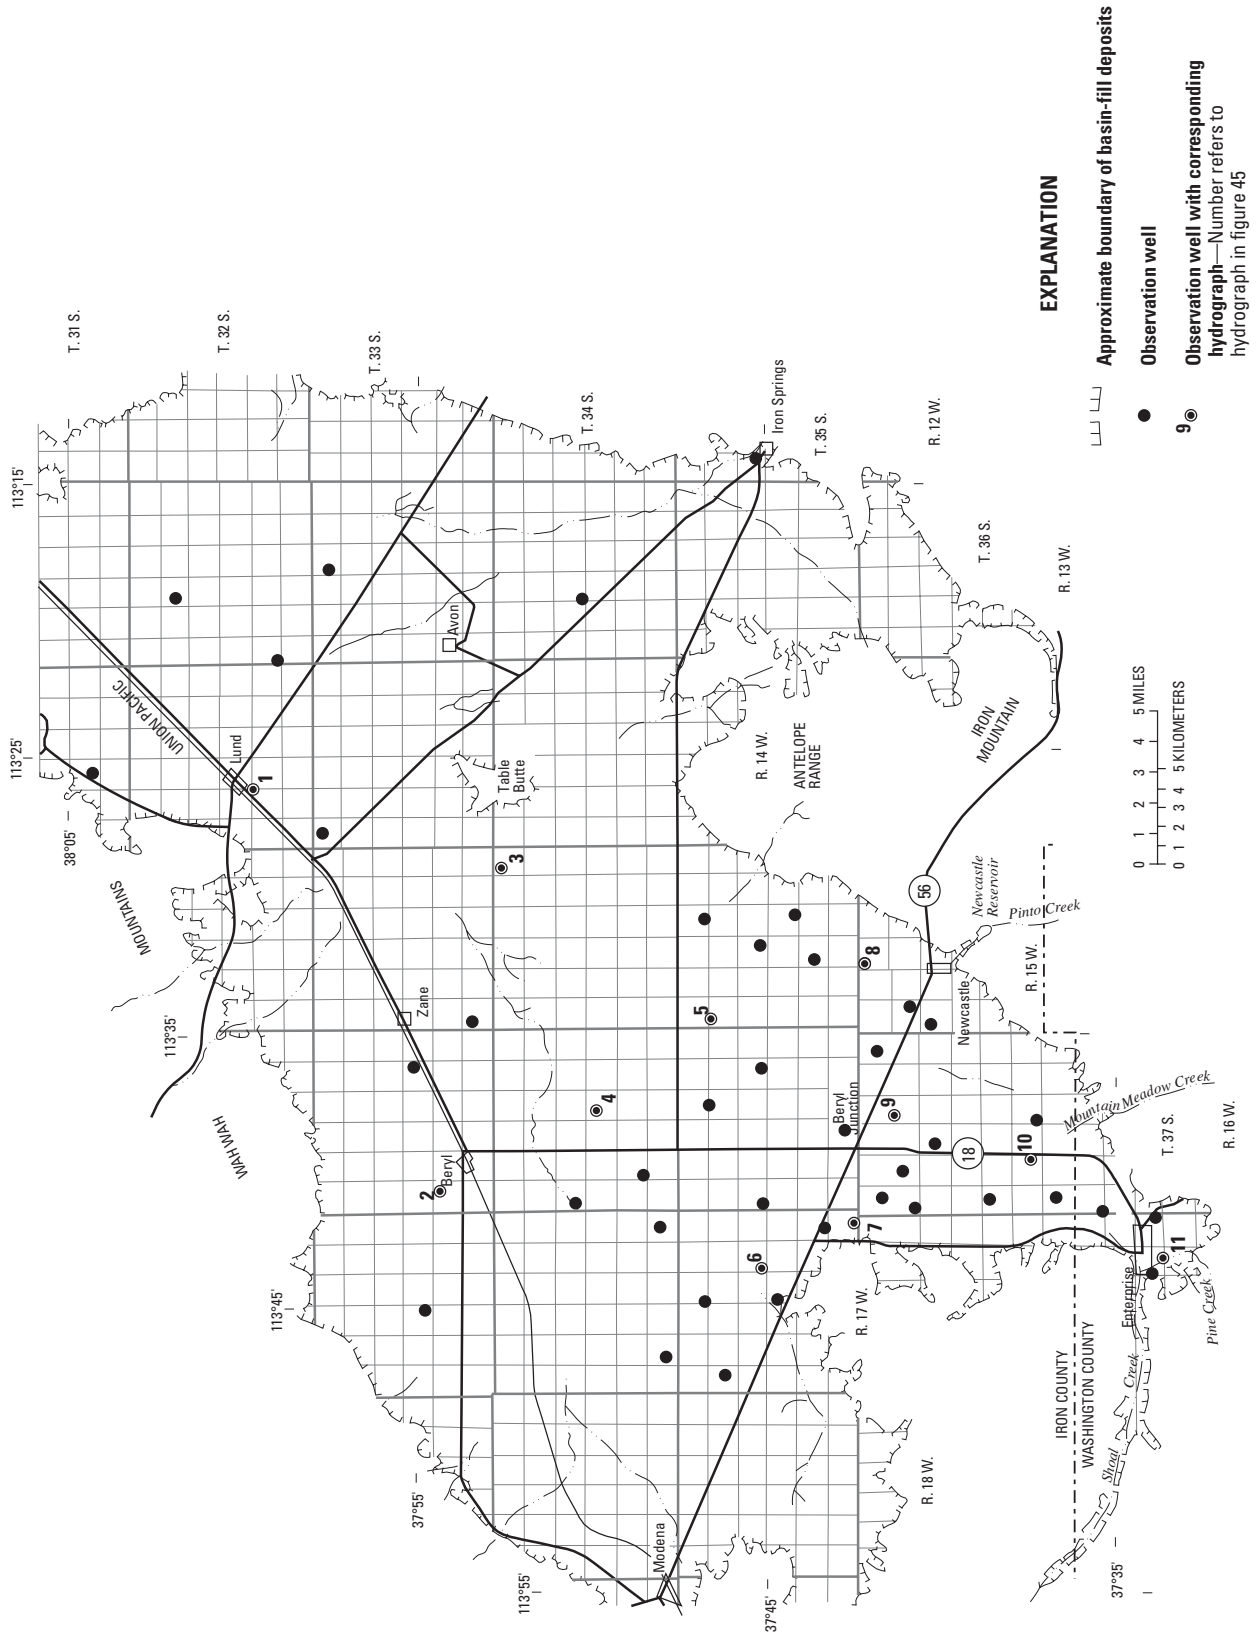 T. 31 S.
T. 32 S.
T. 33 S.
T. 34 S.
T. 35 S.
R. 12 W.
T. 36 S.
R. 13 W.
113°15'
113°25'
38°05'
113°35'
113°45'
37°55'
113°55'
37°45'
37°35'
UNION PACIFIC
Lund
1
Avon
Iron Springs
Table
Butte
R. 14 W.
ANTELOPE
RANGE
IRON
MOUNTAIN
MOUNTAINS
WAH WAH
3
Zane
5
4
2
Beryl
8
56
Newcastle
Reservoir
Pinto Creek
R. 15 W.
Newcastle
Beryl
Junction
9
18
10
Mountain Meadow Creek
T. 37 S.
R. 16 W.
6
7
R. 17 W.
Enterprise
11
Pine Creek
IRON COUNTY
WASHINGTON COUNTY
Shoal
Creek
R. 18 W.
Modena
0 1 2 3 4 5 MILES
0 1 2 3 4 5 KILOMETERS
EXPLANATION
Approximate boundary of basin-fill deposits
Observation well
9
Observation well with corresponding
hydrograph—Number refers to
hydrograph in figure 45